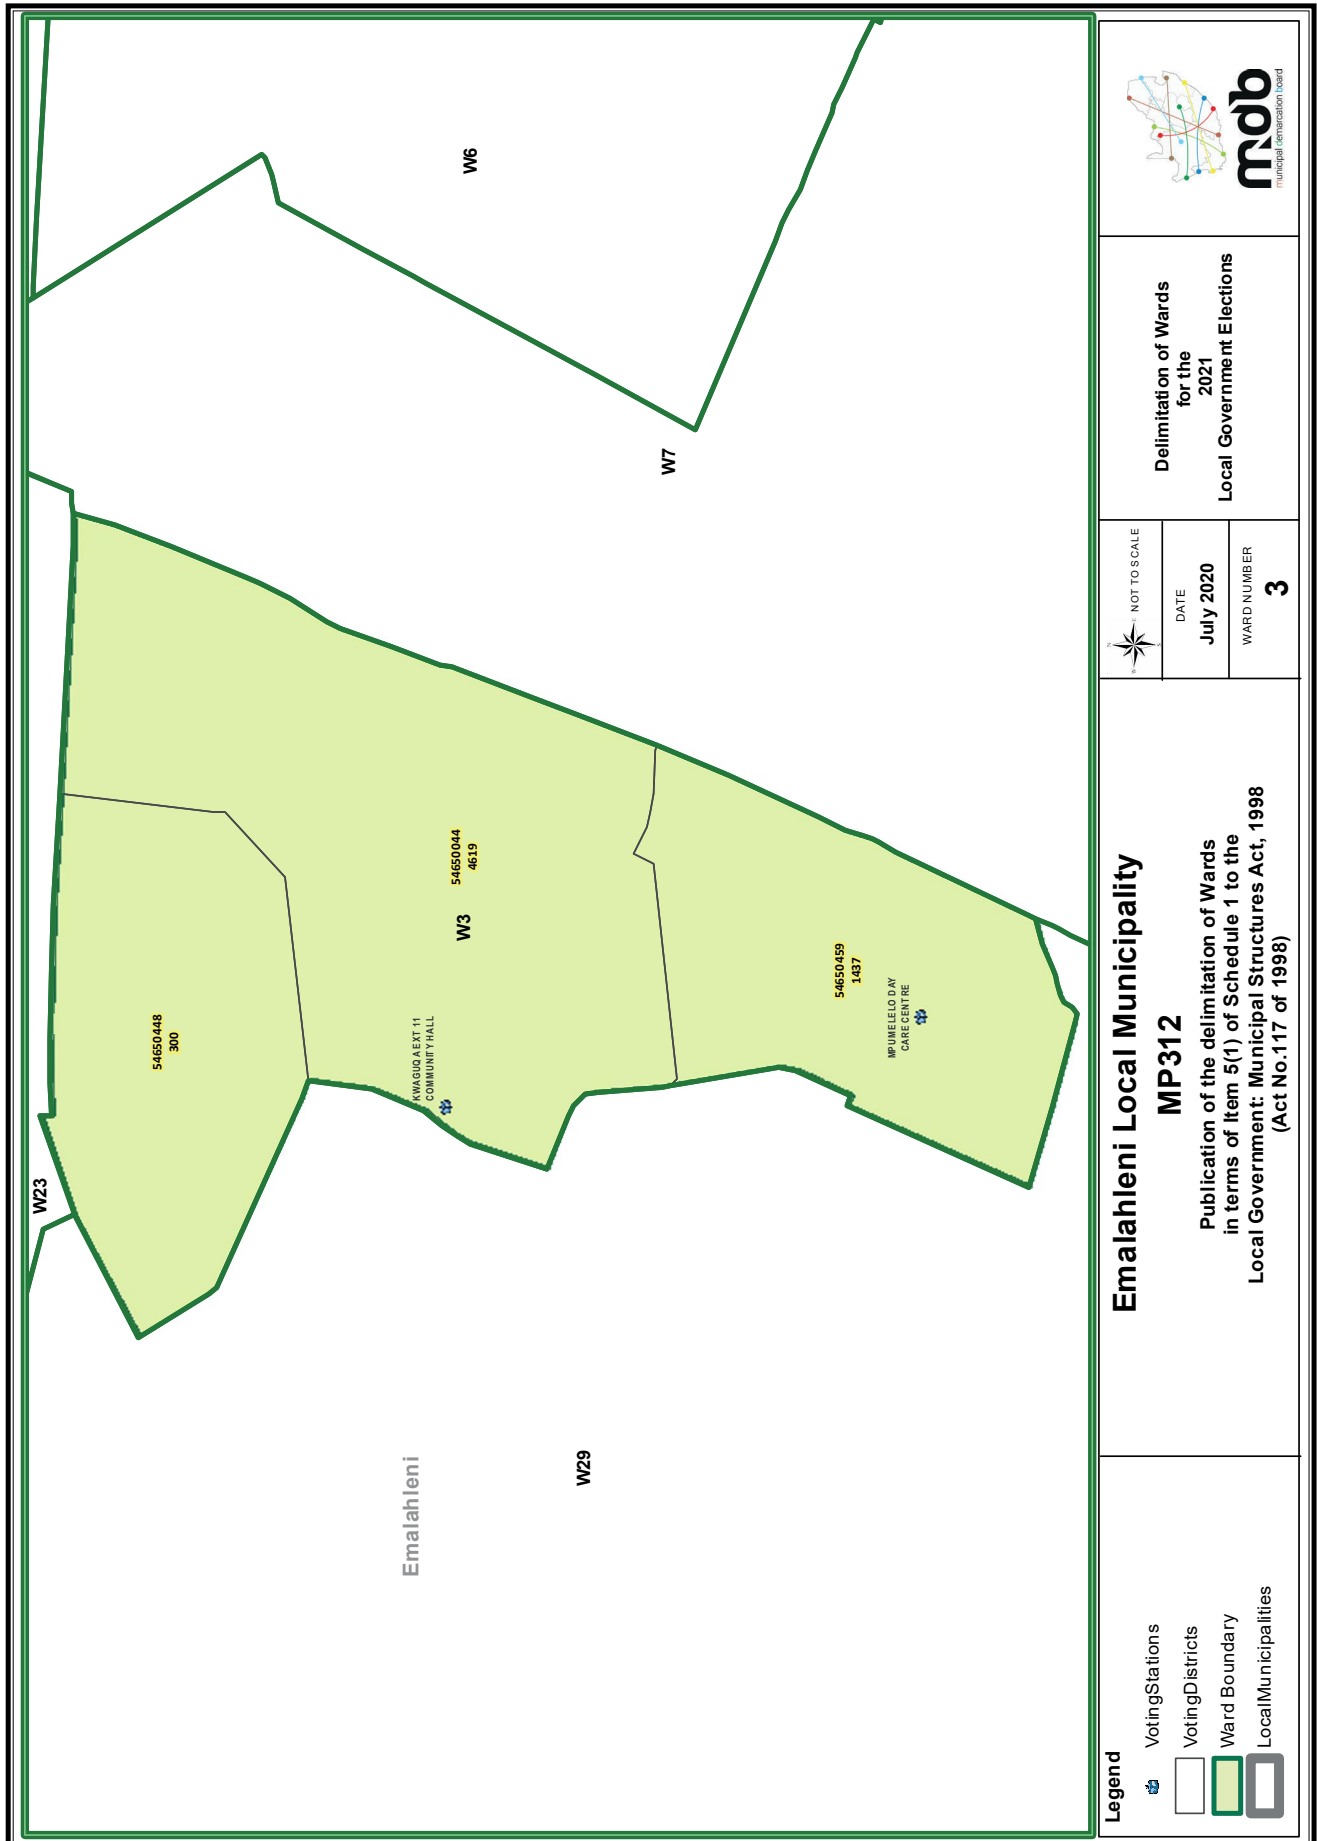 W23
54650448
300
KWAGUQA EXT 11
COMMUNITY HALL
54650044
4619
W3
54650459
1437
MPUMELELO DAY
CARE CENTRE
W6
W7
W29
Emalahleni
Legend
VotingStations
VotingDistricts
Ward Boundary
LocalMunicipalities
Emalahleni Local Municipality
MP312
Publication of the delimitation of Wards
in terms of Item 5(1) of Schedule 1 to the
Local Government: Municipal Structures Act, 1998
(Act No.117 of 1998)
N
W E
S
NOT TO SCALE
DATE
July 2020
WARD NUMBER
3
Delimitation of Wards
for the
2021
Local Government Elections
mdb
municipal demarcation board